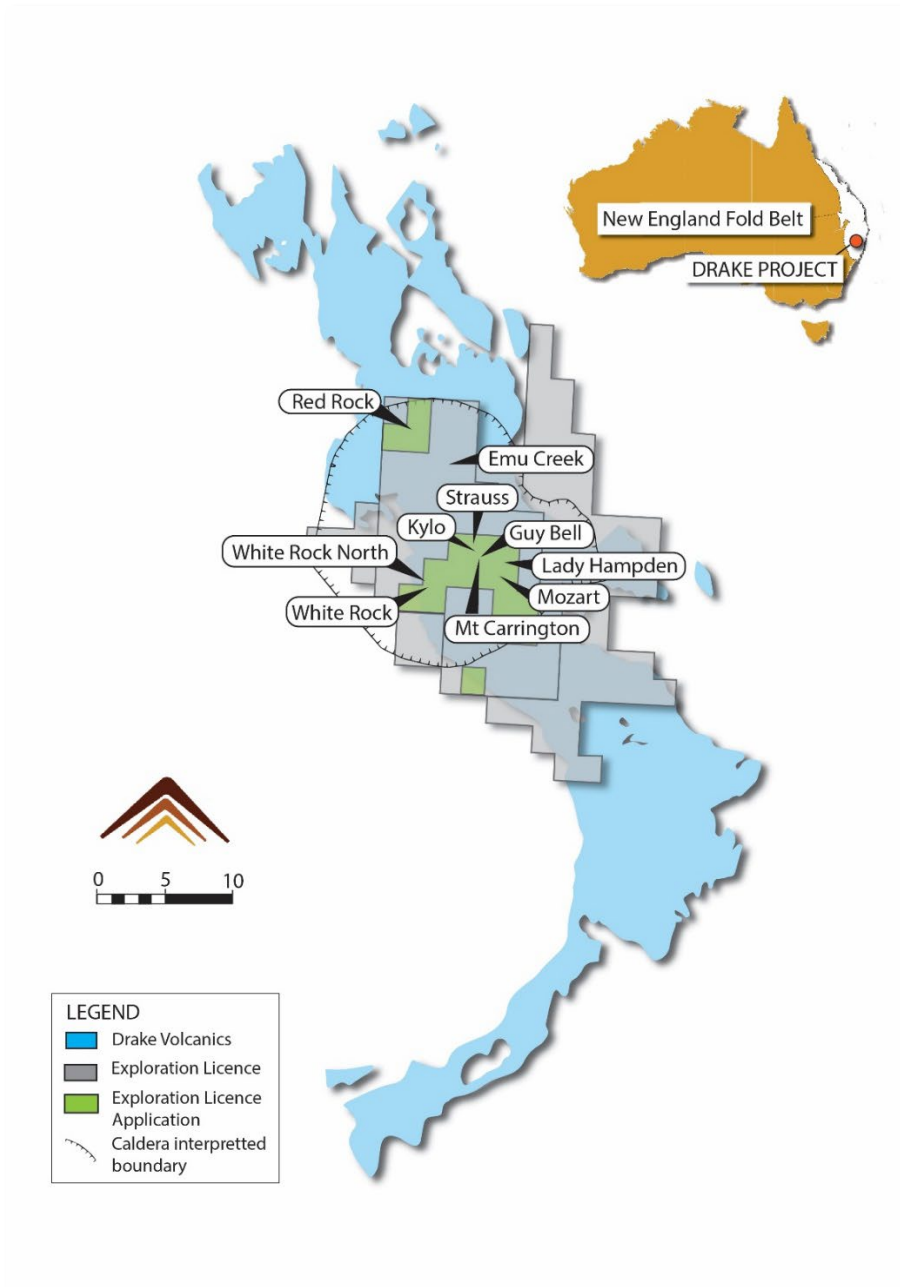 New England Fold Belt
DRAKE PROJECT
Red Rock
Emu Creek
Strauss
Kylo
Guy Bell
White Rock North
Lady Hampden
White Rock
Mozart
Mt Carrington
0 5 10
LEGEND
Drake Volcanics
Exploration Licence
Exploration Licence
Application
Caldera interpretted
boundary